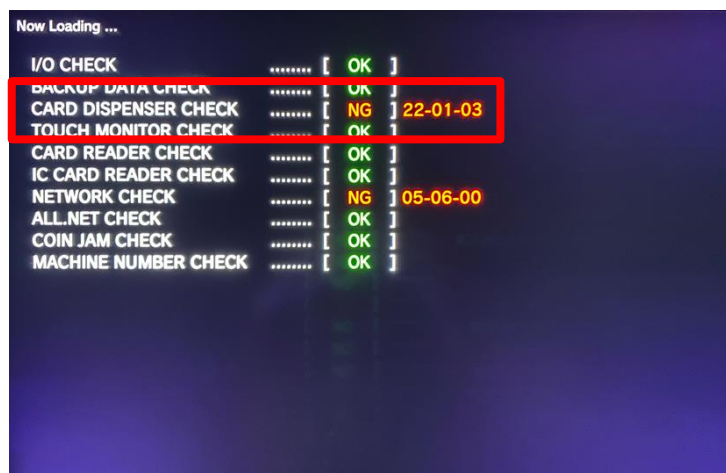 Now Loading ...
I/O CHECK ........ [ OK ]
BACKUP DATA CHECK ........ [ OK ]
CARD DISPENSER CHECK ........ [ NG ] 22-01-03
TOUCH MONITOR CHECK ........ [ OK ]
CARD READER CHECK ........ [ OK ]
IC CARD READER CHECK ........ [ OK ]
NETWORK CHECK ........ [ NG ] 05-06-00
ALL.NET CHECK ........ [ OK ]
COIN JAM CHECK ........ [ OK ]
MACHINE NUMBER CHECK ........ [ OK ]